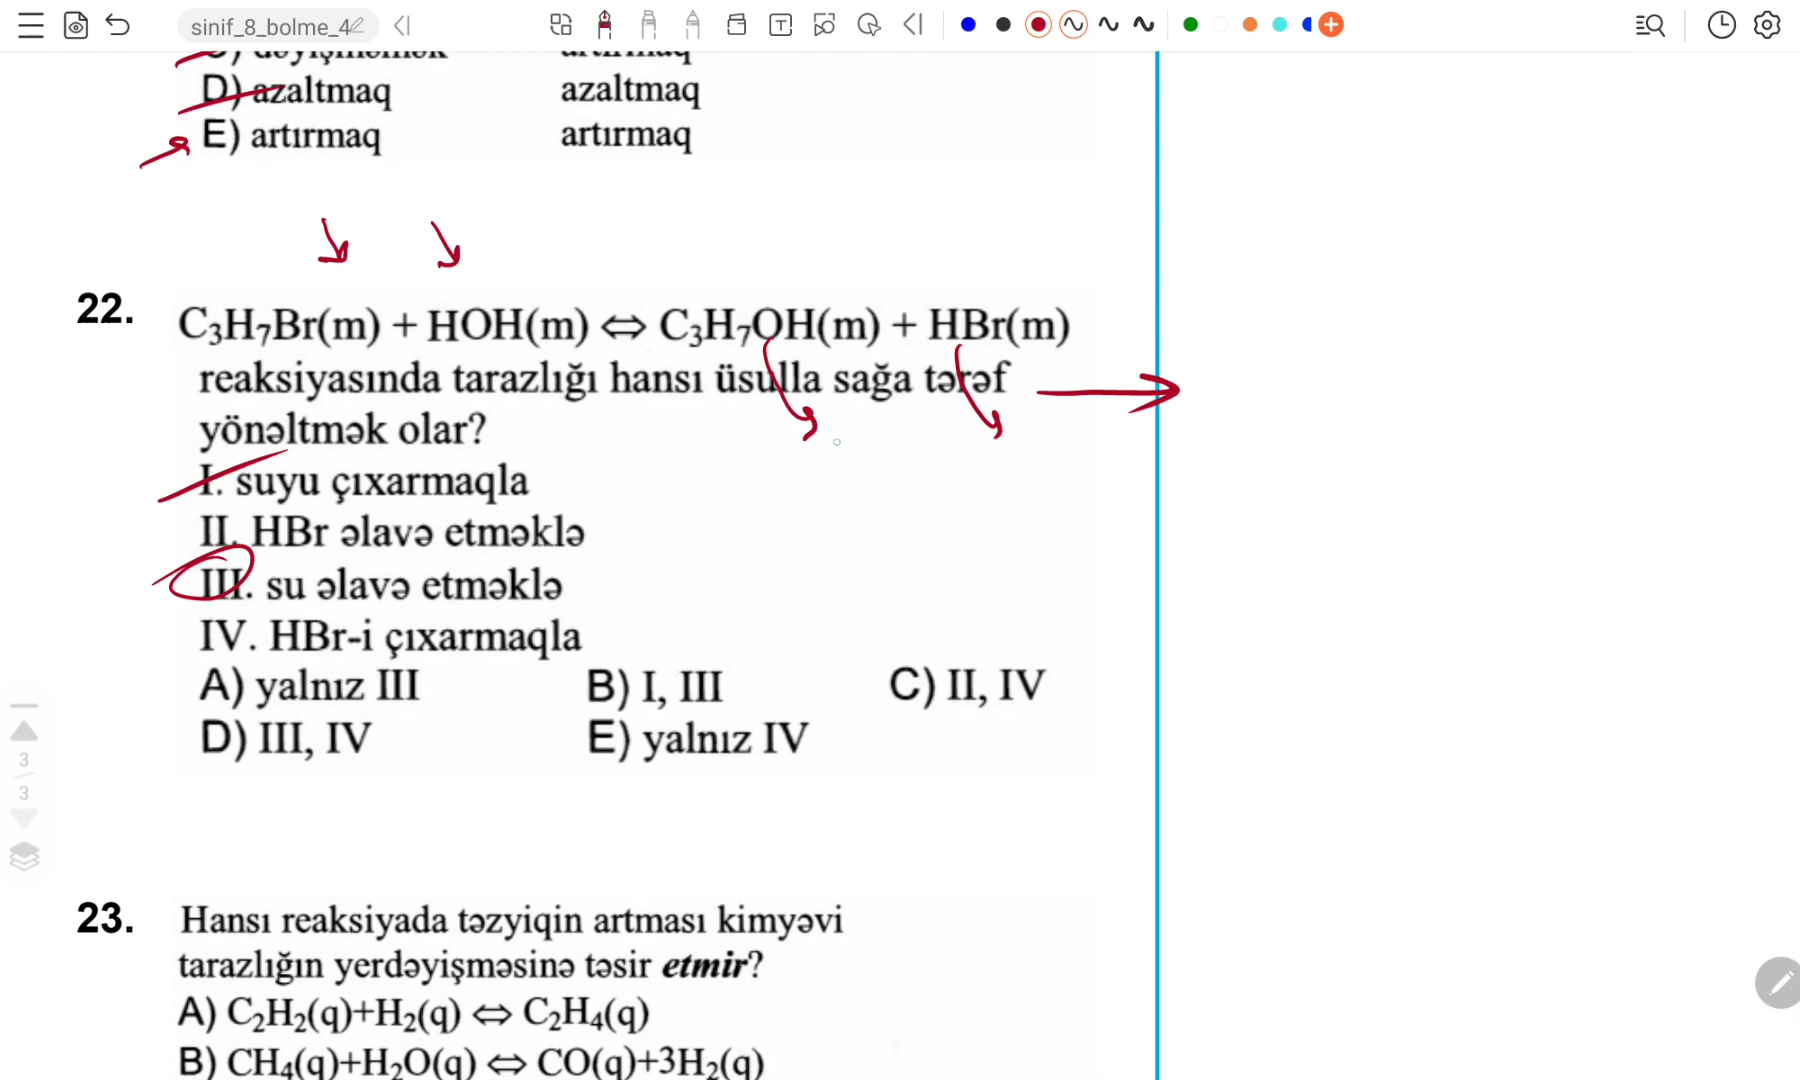 sinif_8_bolme_4
D) azaltmaq azaltmaq
E) artırmaq artırmaq
22. C₃H₇Br(m) + HOH(m) ⇔ C₃H₇OH(m) + HBr(m)
reaksiyasında tarazlığı hansı üsulla sağa tərəf
yönəltmək olar?
I. suyu çıxarmaqla
II. HBr əlavə etməklə
III. su əlavə etməklə
IV. HBr-i çıxarmaqla
A) yalnız III B) I, III C) II, IV
D) III, IV E) yalnız IV
3
3
23. Hansı reaksiyada təzyiqin artması kimyəvi
tarazlığın yerdəyişməsinə təsir etmir?
A) C₂H₂(q)+H₂(q) ⇔ C₂H₄(q)
B) CH₄(q)+H₂O(q) ⇔ CO(q)+3H₂(q)